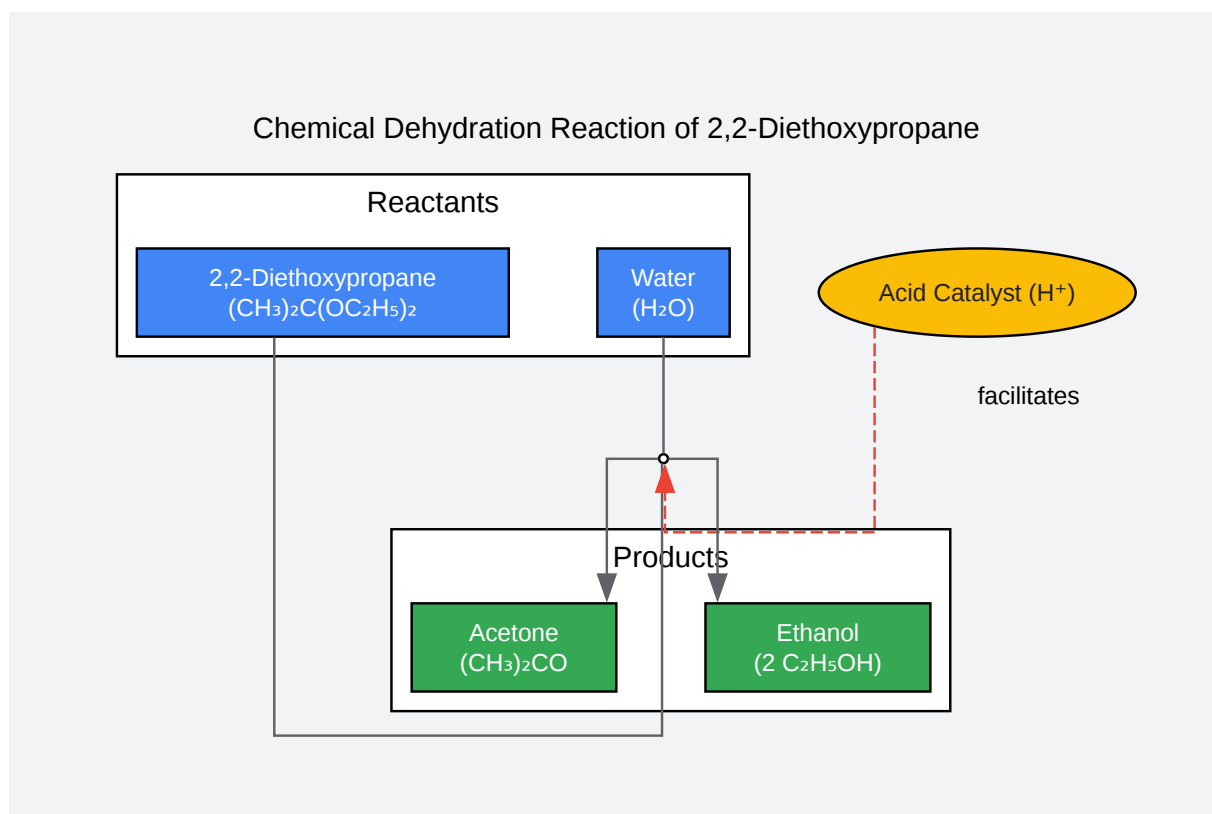 Chemical Dehydration Reaction of 2,2-Diethoxypropane
Reactants
2,2-Diethoxypropane
(CH₃)₂C(OC₂H₅)₂
Water
(H₂O)
Acid Catalyst (H⁺)
facilitates
Products
Acetone
(CH₃)₂CO
Ethanol
(2 C₂H₅OH)